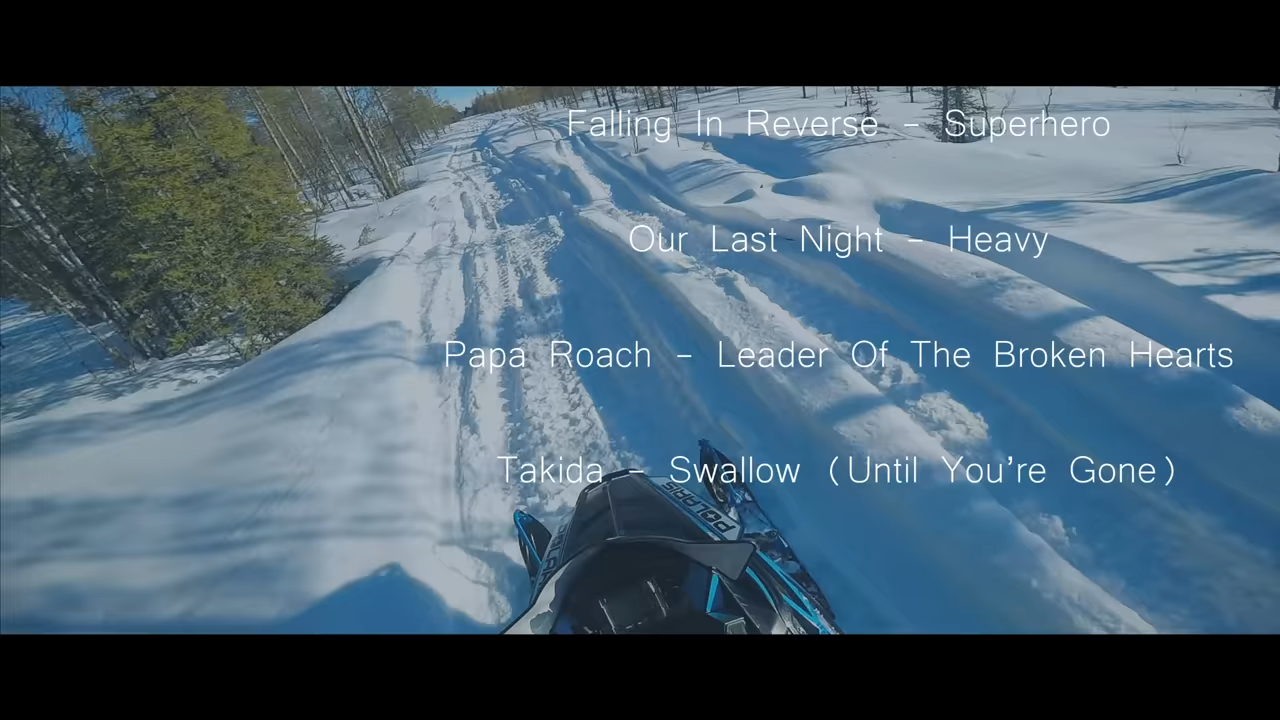 Falling In Reverse - Superhero
Our Last Night - Heavy
Papa Roach - Leader Of The Broken Hearts
Takida - Swallow (Until You're Gone)
POLARIS
POLARIS